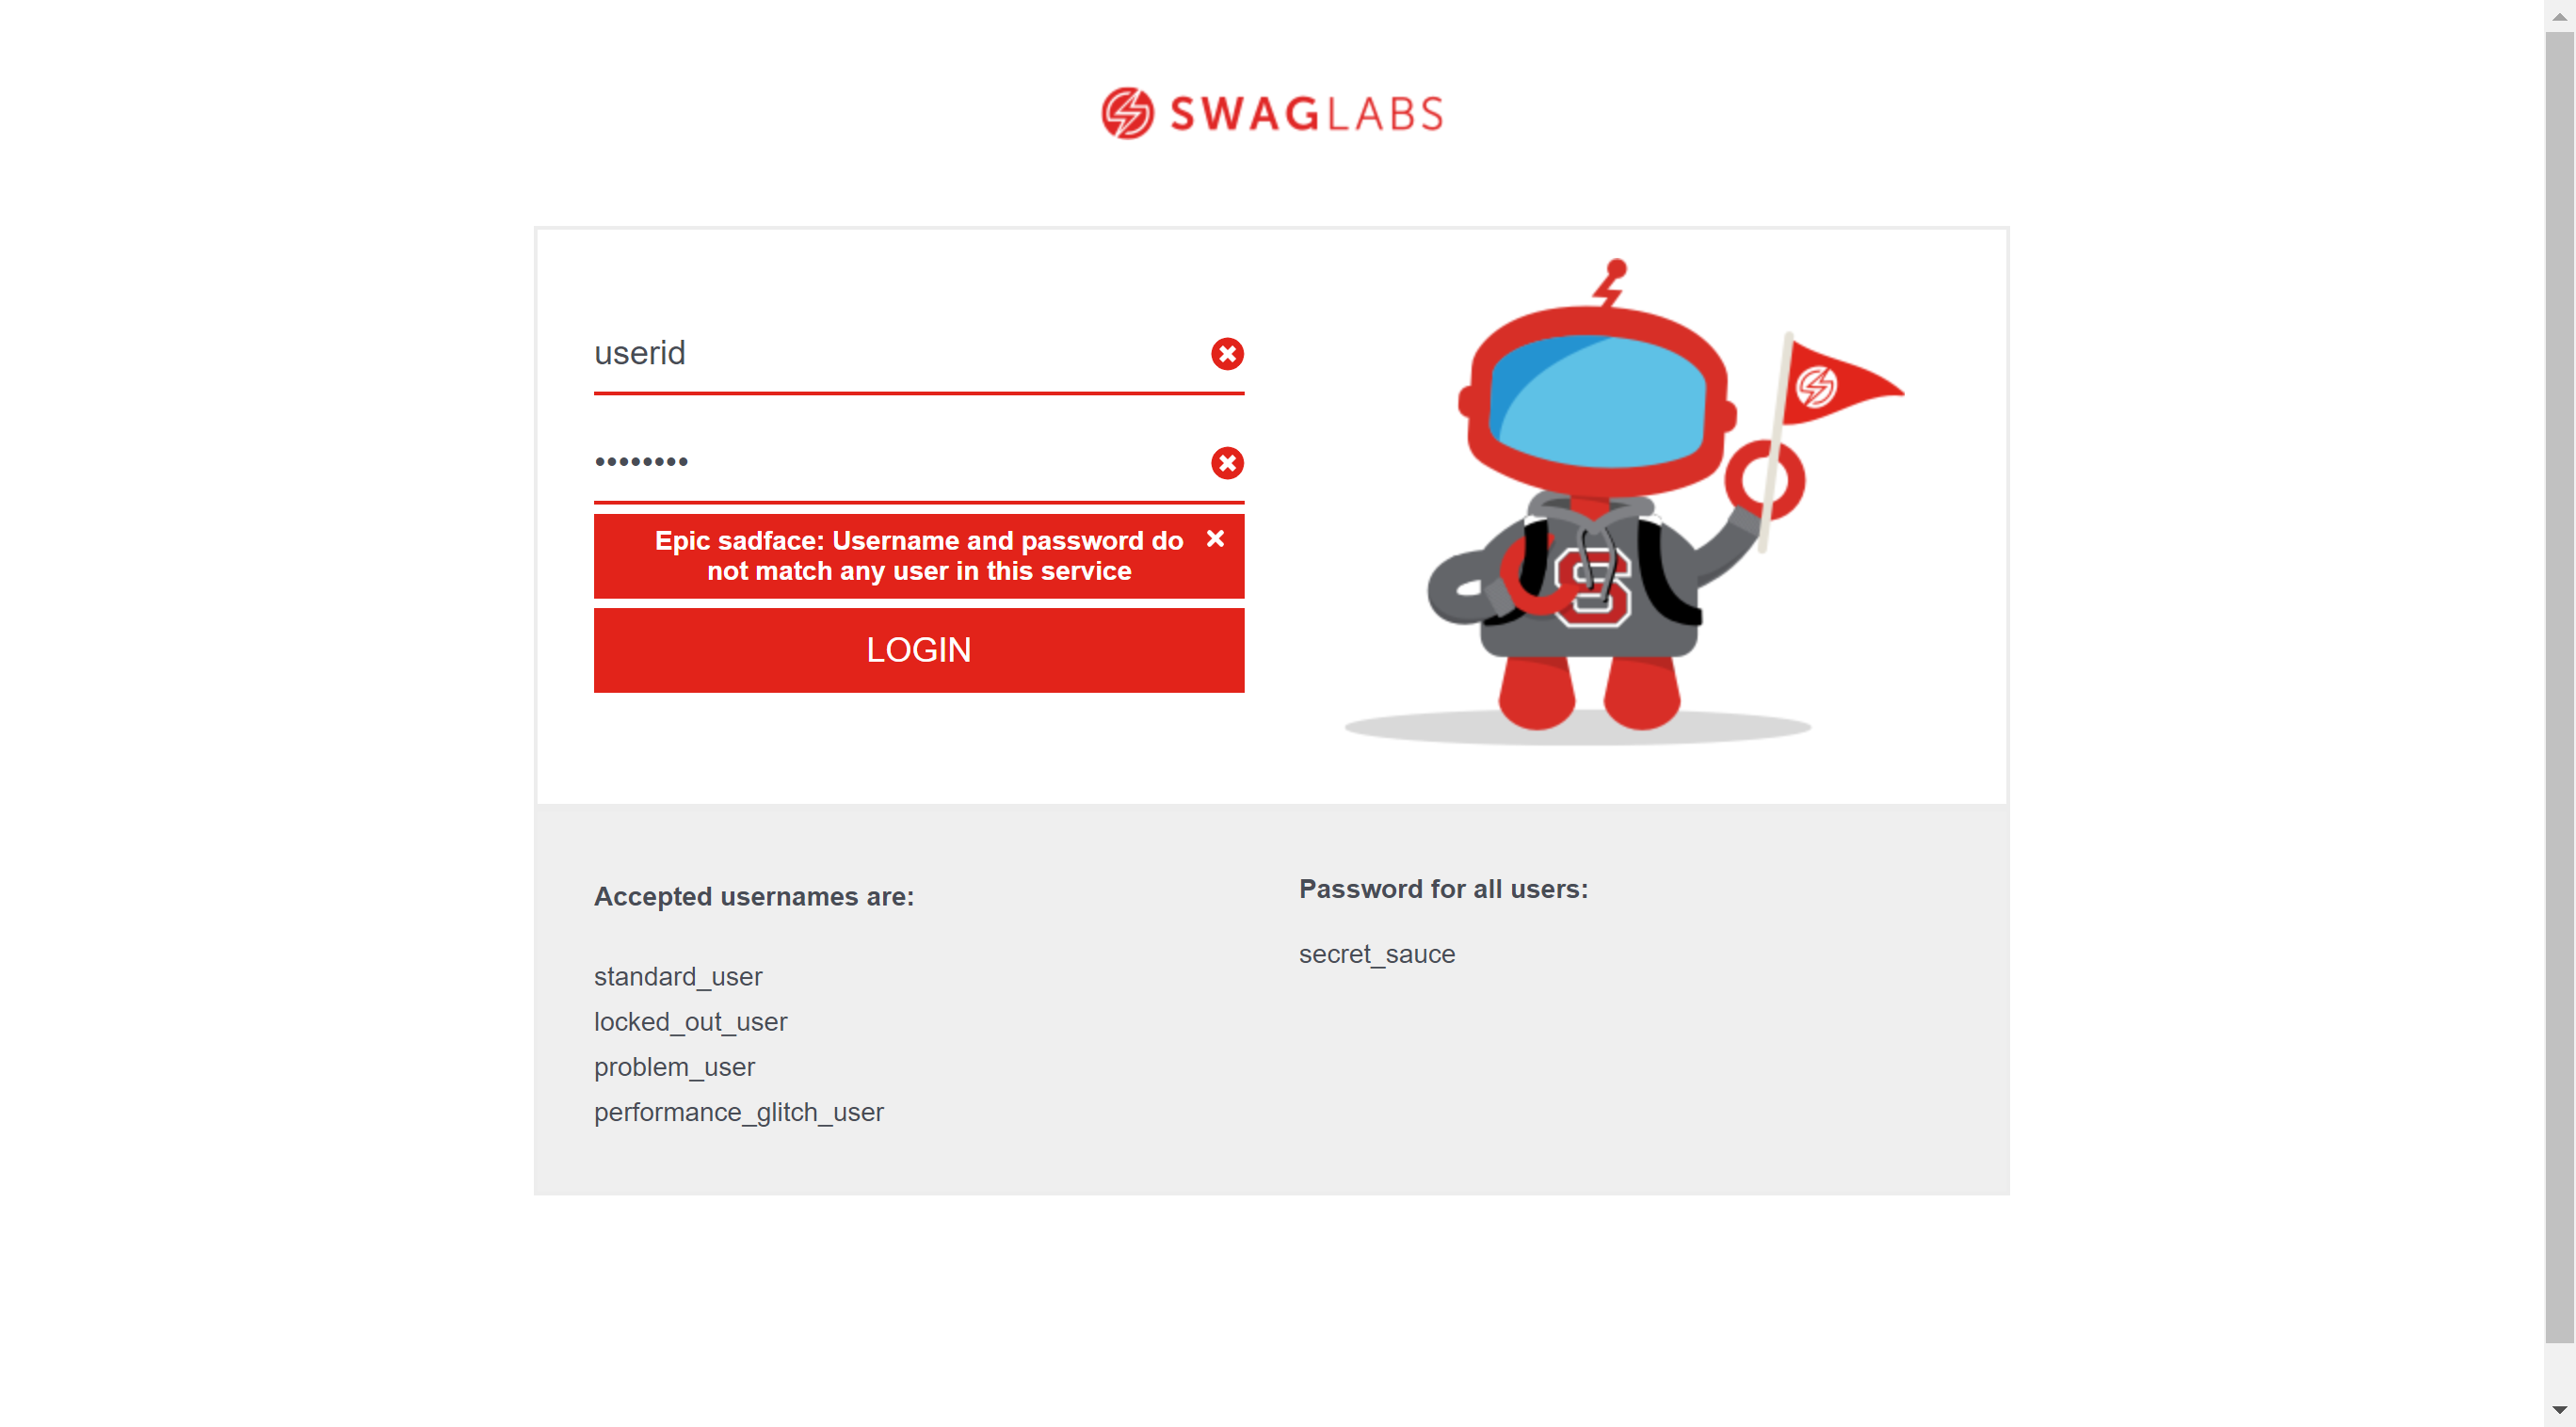 SWAGLABS
userid
••••••••
Epic sadface: Username and password do
not match any user in this service
LOGIN
S
Accepted usernames are:
standard_user
locked_out_user
problem_user
performance_glitch_user
Password for all users:
secret_sauce